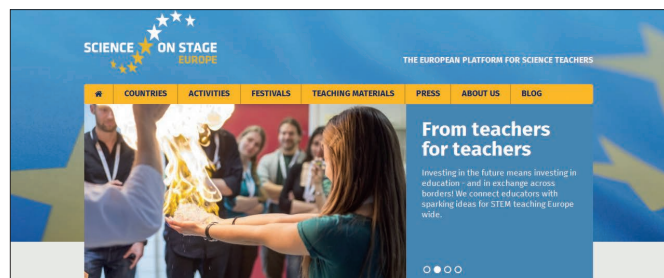 SCIENCE ON STAGE
EUROPE
THE EUROPEAN PLATFORM FOR SCIENCE TEACHERS
COUNTRIES ACTIVITIES FESTIVALS TEACHING MATERIALS PRESS ABOUT US BLOG
From teachers
for teachers
Investing in the future means investing in
education - and in exchange across
borders! We connect educators with
sparking ideas for STEM teaching Europe
wide.